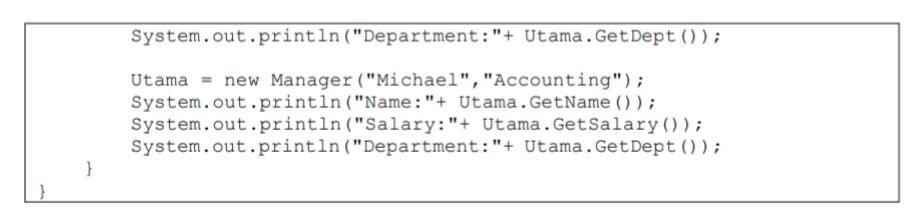 System.out.println("Department:"+ Utama.GetDept());
Utama = new Manager("Michael","Accounting");
System.out.println("Name:"+ Utama.GetName());
System.out.println("Salary:"+ Utama.GetSalary());
System.out.println("Department:"+ Utama.GetDept());
}
}